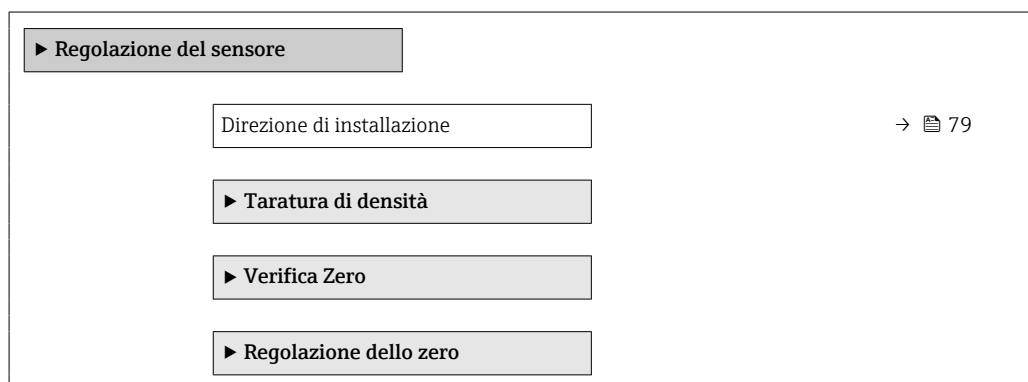 ▶ Regolazione del sensore
Direzione di installazione → 79
▶ Taratura di densità
▶ Verifica Zero
▶ Regolazione dello zero